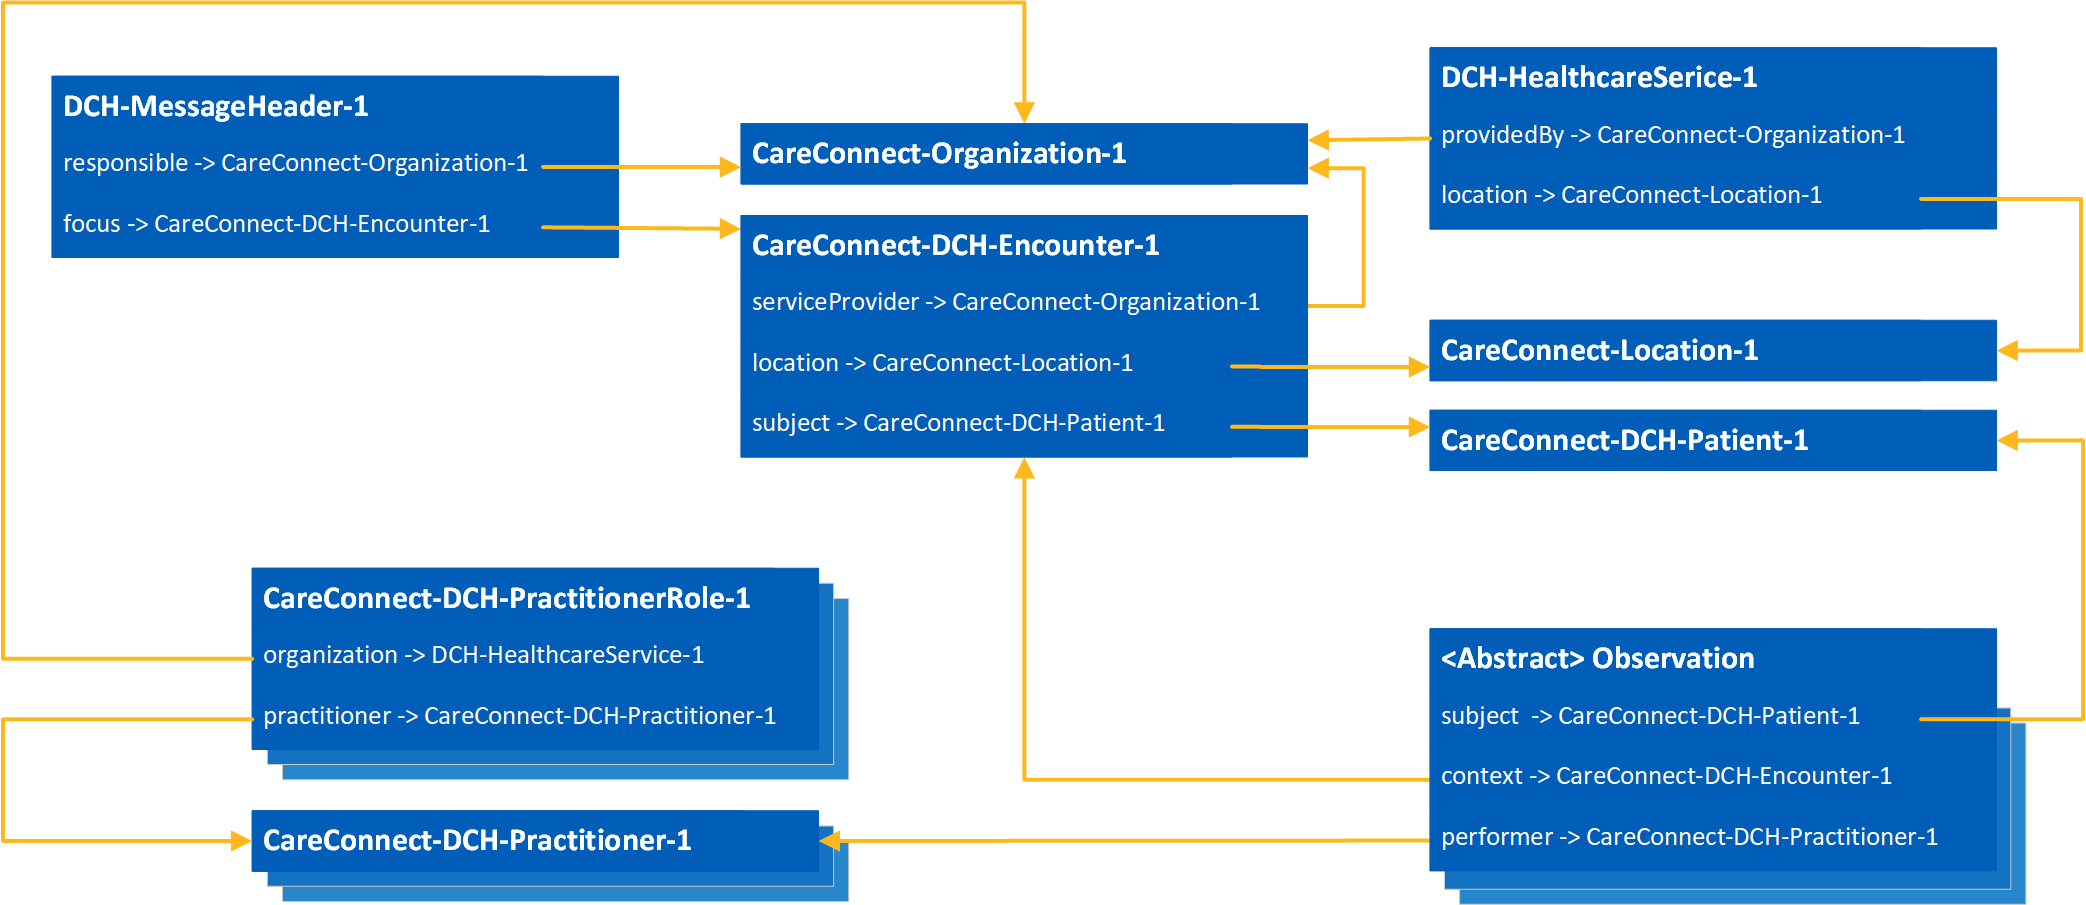 DCH-MessageHeader-1
responsible -> CareConnect-Organization-1
focus -> CareConnect-DCH-Encounter-1
CareConnect-Organization-1
CareConnect-DCH-Encounter-1
serviceProvider -> CareConnect-Organization-1
location -> CareConnect-Location-1
subject -> CareConnect-DCH-Patient-1
DCH-HealthcareSerice-1
providedBy -> CareConnect-Organization-1
location -> CareConnect-Location-1
CareConnect-Location-1
CareConnect-DCH-Patient-1
CareConnect-DCH-PractitionerRole-1
organization -> DCH-HealthcareService-1
practitioner -> CareConnect-DCH-Practitioner-1
CareConnect-DCH-Practitioner-1
<Abstract> Observation
subject  -> CareConnect-DCH-Patient-1
context -> CareConnect-DCH-Encounter-1
performer -> CareConnect-DCH-Practitioner-1